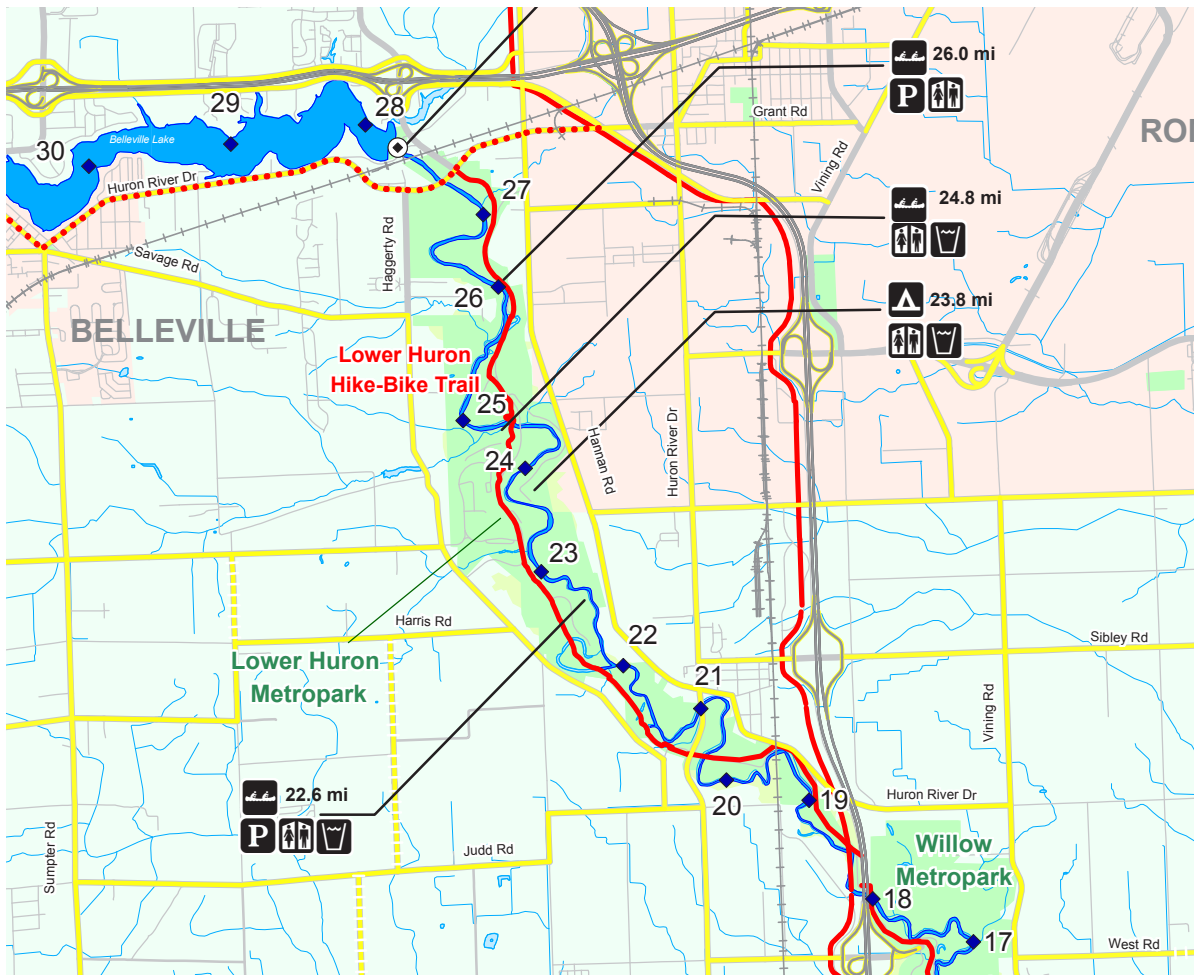 26.0 mi
P
29
28
Grant Rd
ROI
Belleville Lake
30
Huron River Dr
Vining Rd
27
24.8 mi
Haggerty Rd
Savage Rd
26
23.8 mi
BELLEVILLE
Lower Huron
Hike-Bike Trail
25
Hannan Rd
Huron River Dr
24
23
Harris Rd
22
Sibley Rd
Lower Huron
Metropark
21
Vining Rd
22.6 mi
P
20
19
Huron River Dr
Sumpter Rd
Judd Rd
Willow
Metropark
18
17
West Rd